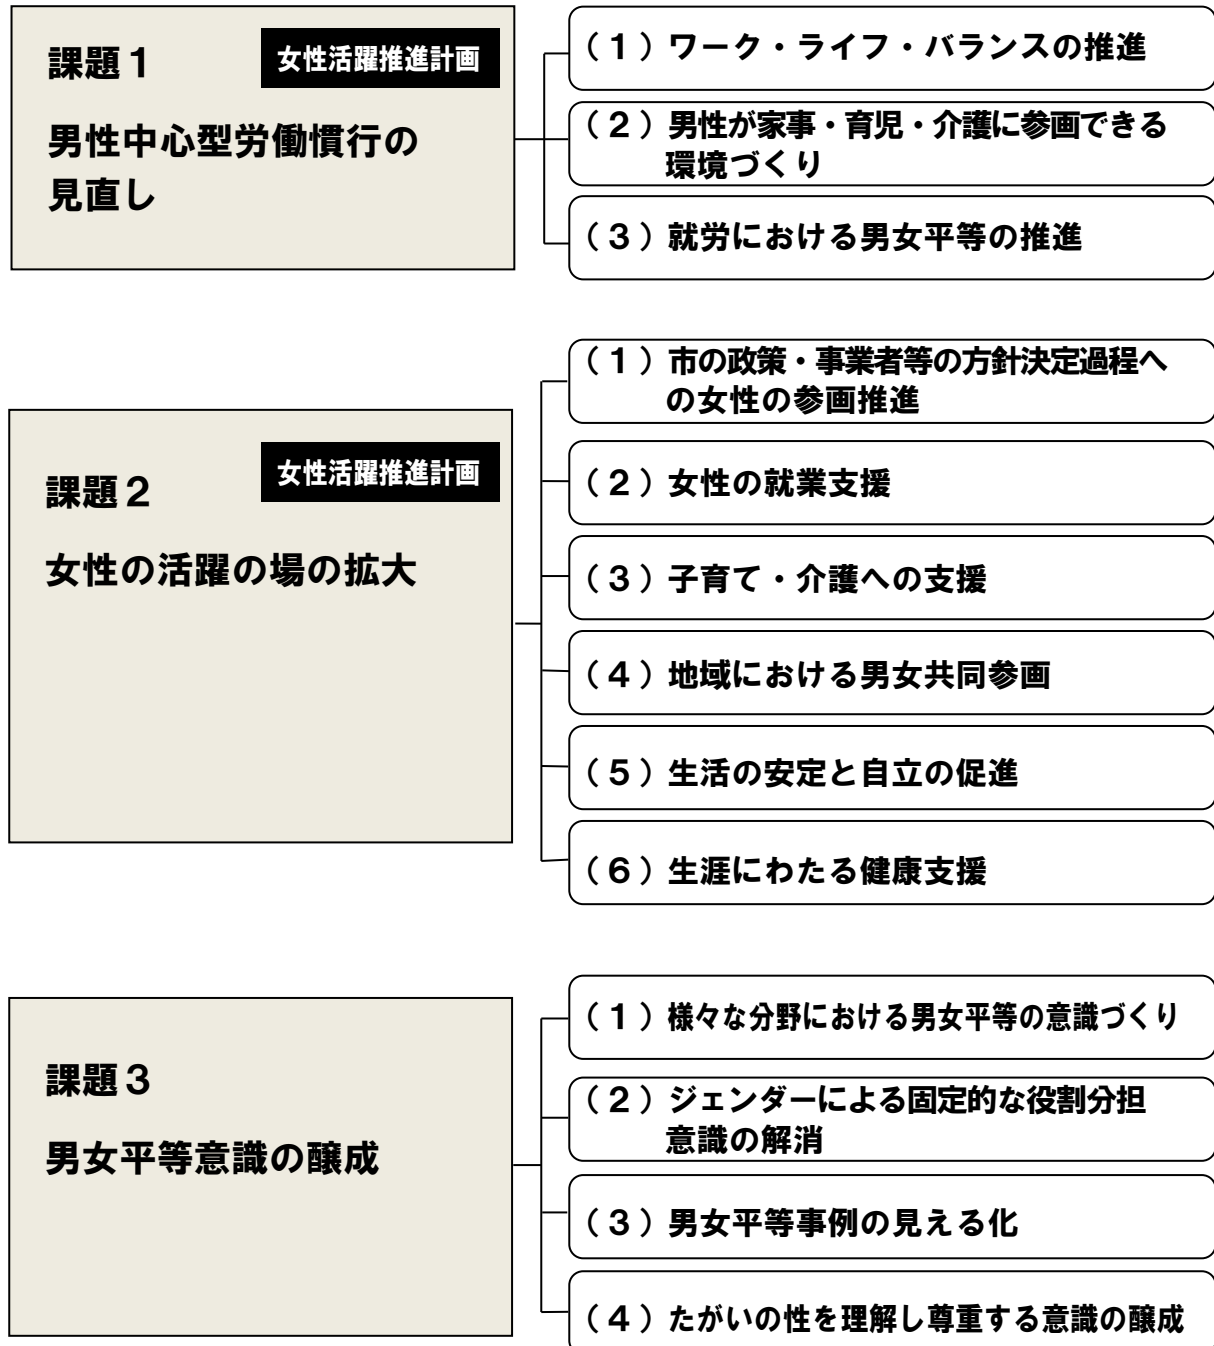 課題１
女性活躍推進計画
男性中心型労働慣行の
見直し
（１）ワーク・ライフ・バランスの推進
（２）男性が家事・育児・介護に参画できる
環境づくり
（３）就労における男女平等の推進
課題２
女性活躍推進計画
女性の活躍の場の拡大
（１）市の政策・事業者等の方針決定過程へ
の女性の参画推進
（２）女性の就業支援
（３）子育て・介護への支援
（４）地域における男女共同参画
（５）生活の安定と自立の促進
（６）生涯にわたる健康支援
課題３
男女平等意識の醸成
（１）様々な分野における男女平等の意識づくり
（２）ジェンダーによる固定的な役割分担
意識の解消
（３）男女平等事例の見える化
（４）たがいの性を理解し尊重する意識の醸成